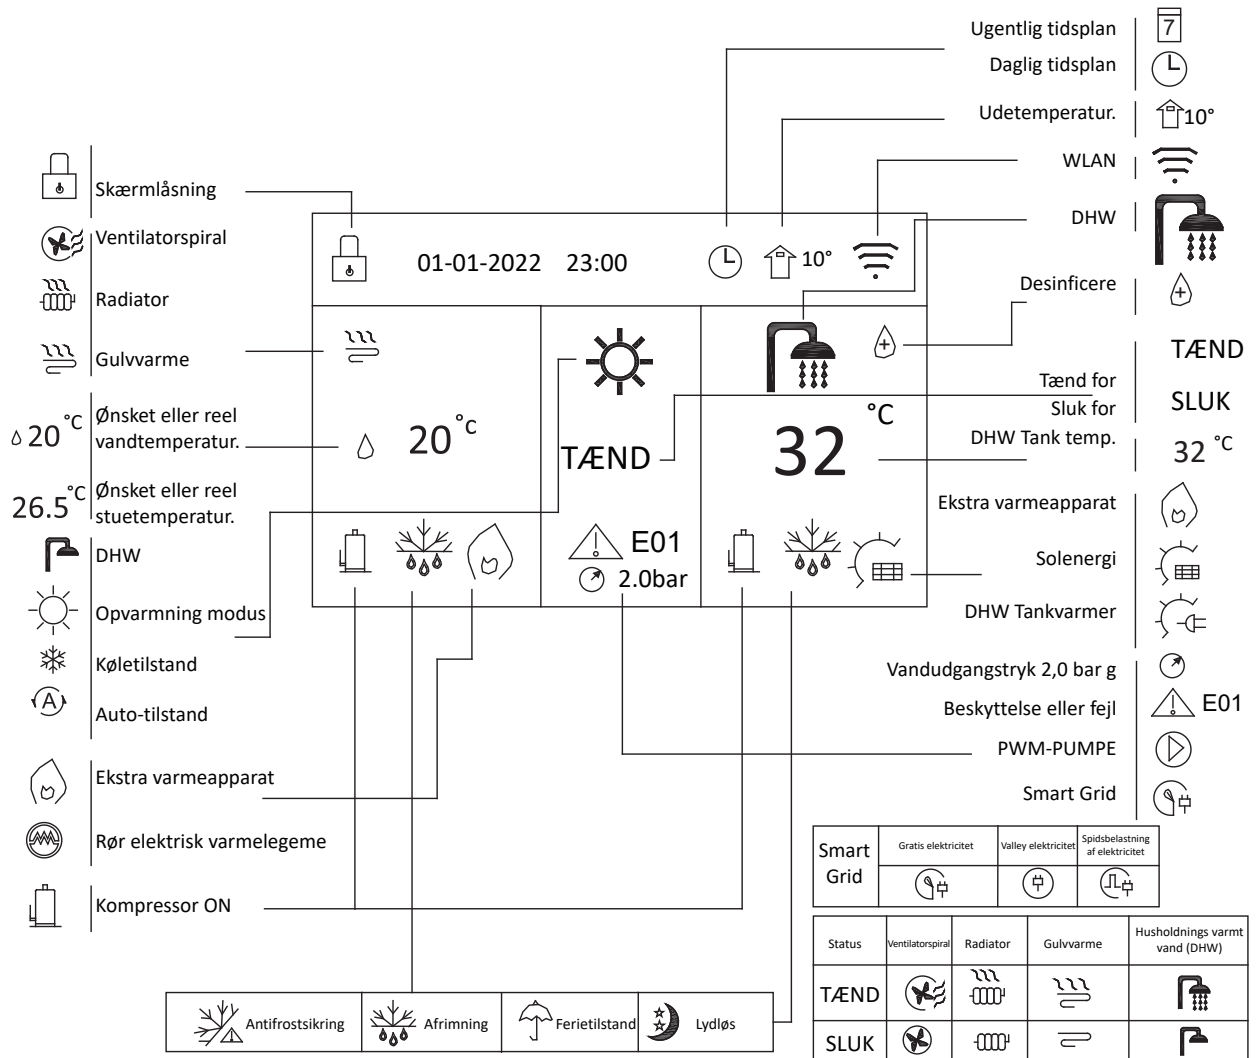 Ugentlig tidsplan
7
Daglig tidsplan
Udetemperatur.
10°
WLAN
DHW
Desinficere
TÆND
Tænd for
Sluk for
SLUK
DHW Tank temp.
32 °C
Ekstra varmeapparat
Solenergi
DHW Tankvarmer
Vandudgangstryk 2,0 bar g
Beskyttelse eller fejl
E01
PWM-PUMPE
Smart Grid
Skærmlåsning
Ventilatorspiral
Radiator
Gulvvarme
20 °C
Ønsket eller reel
vandtemperatur.
26.5°C
Ønsket eller reel
stuetemperatur.
DHW
Opvarmning modus
Køletilstand
A
Auto-tilstand
Ekstra varmeapparat
Rør elektrisk varmelegeme
Kompressor ON
01-01-2022 23:00
10°
20 °C
TÆND
E01
2.0bar
°C
32
Smart
Grid
Gratis elektricitet
Valley elektricitet
Spidsbelastning
af elektricitet
Status
Ventilatorspiral
Radiator
Gulvvarme
Husholdnings varmt
vand (DHW)
TÆND
SLUK
Antifrostsikring
Afrimning
Ferietilstand
Lydløs